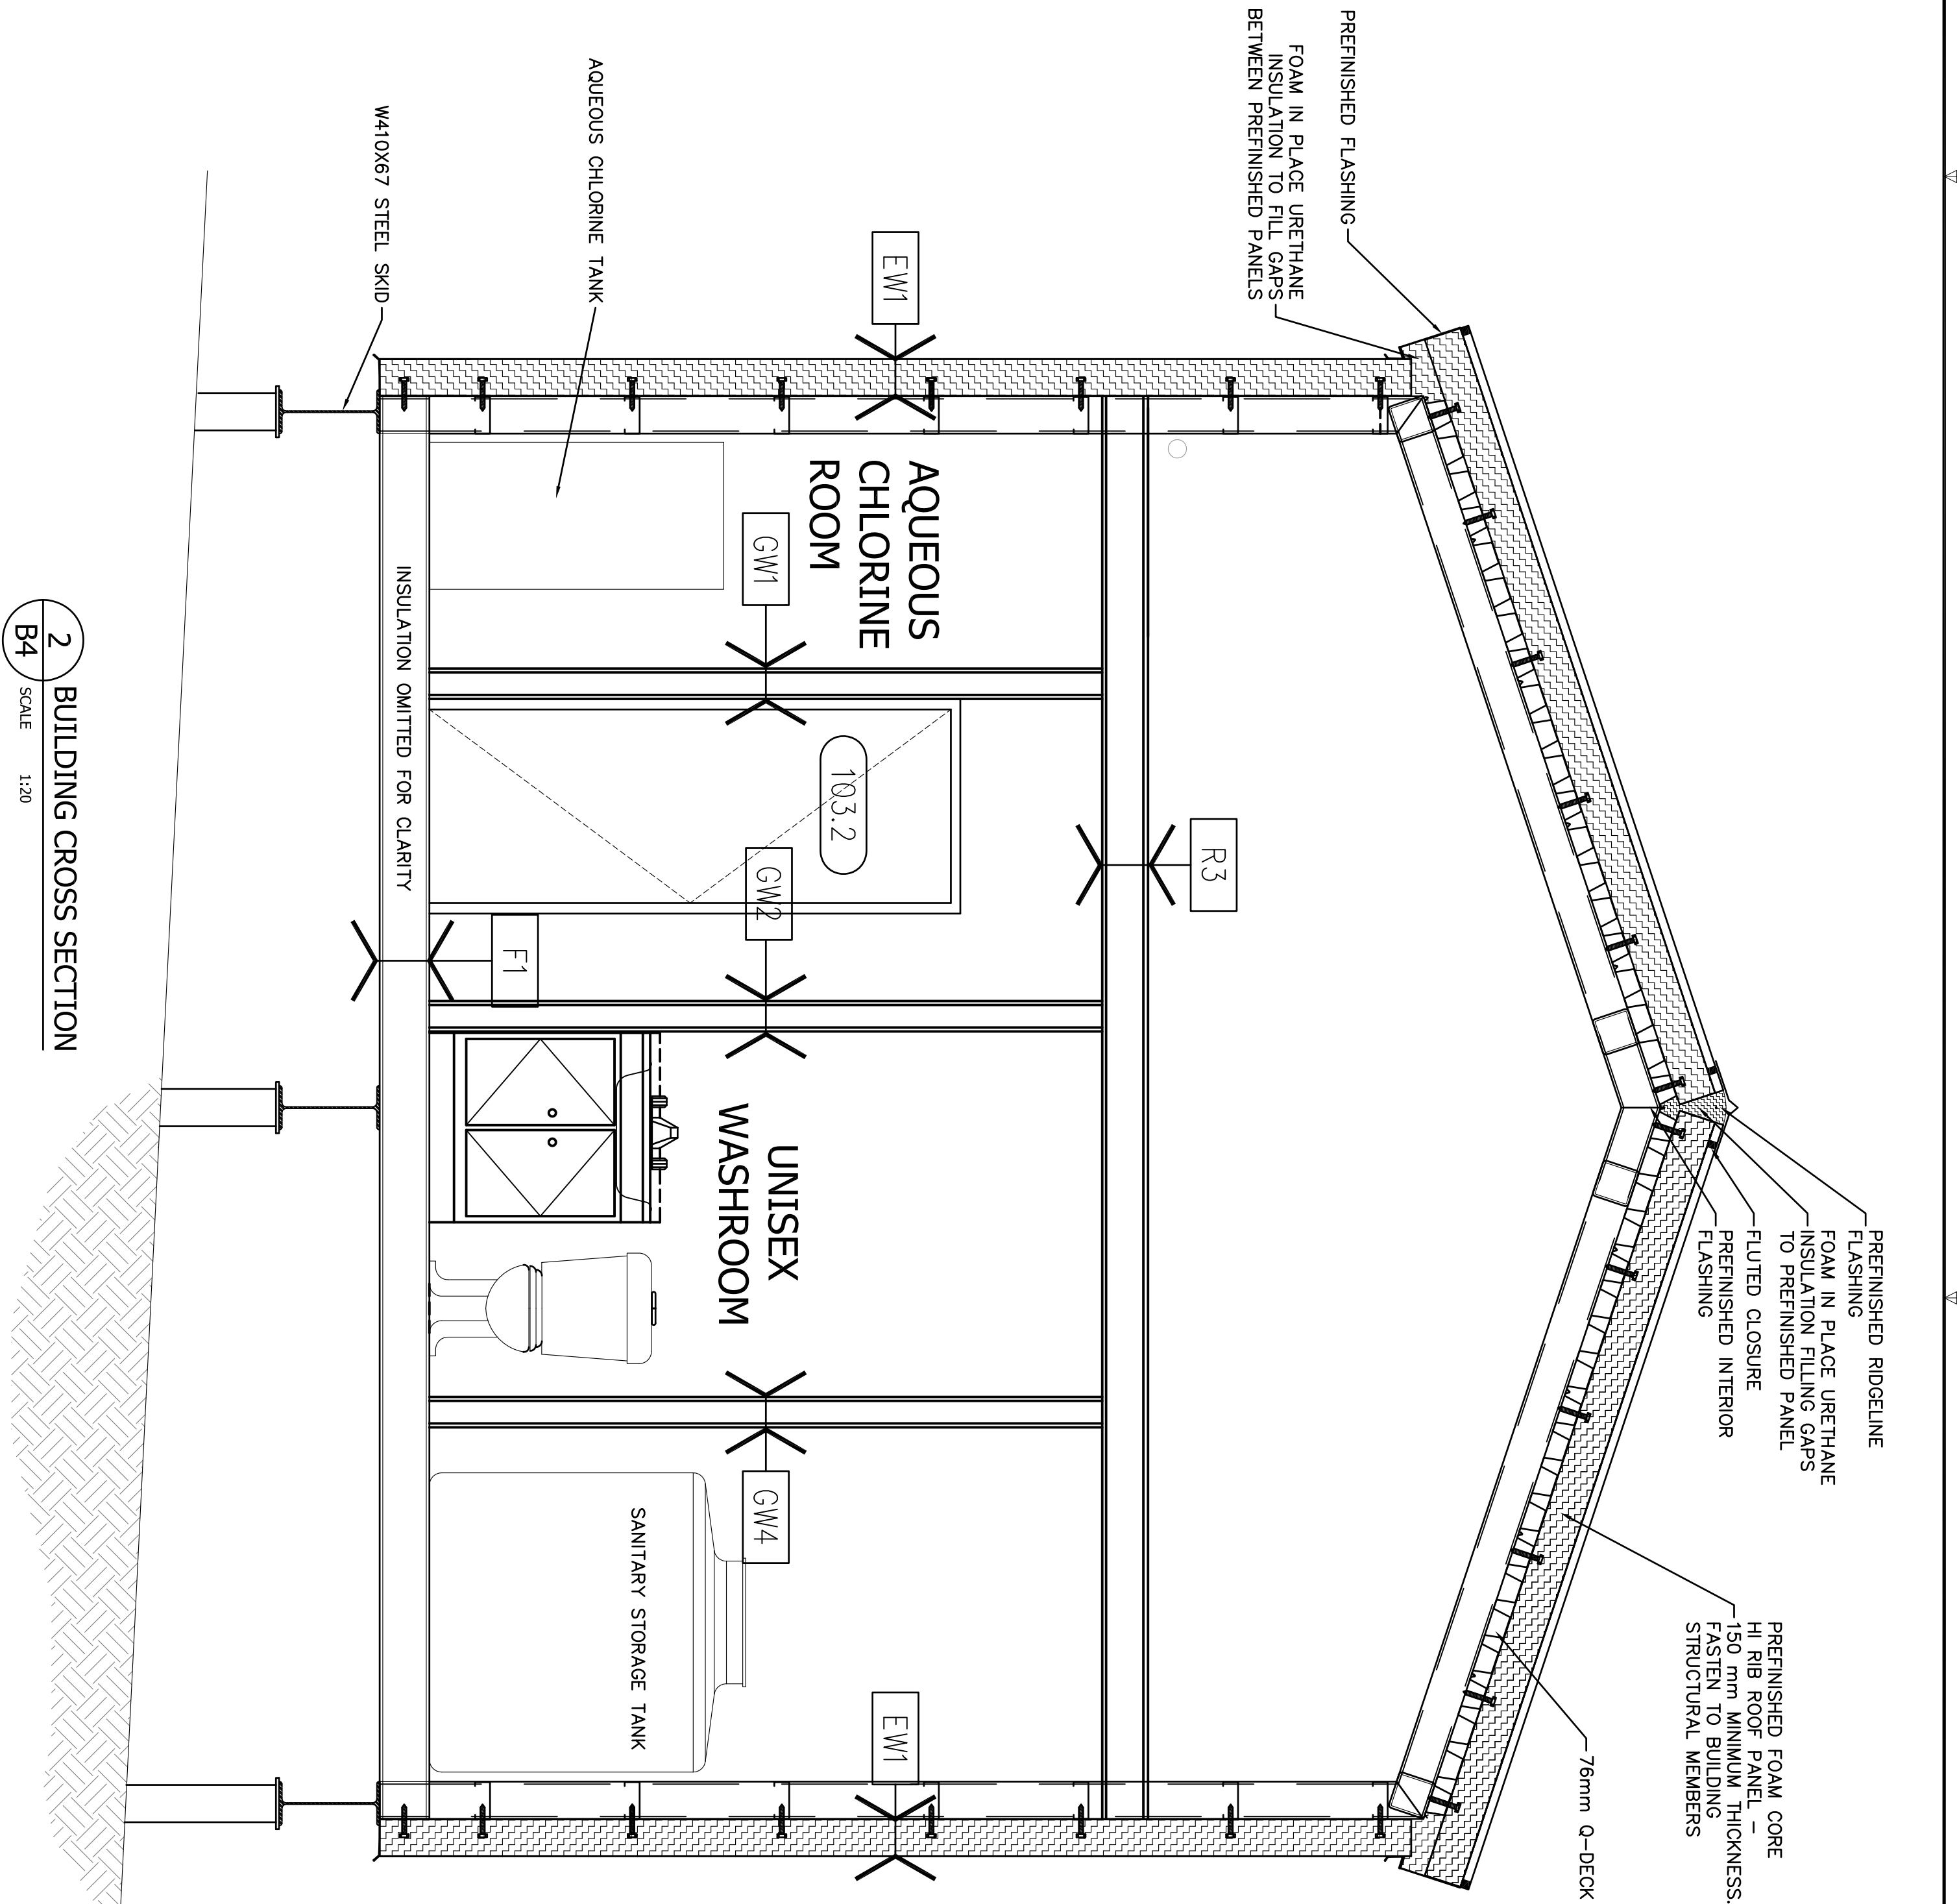 PREFINISHED RIDGELINE
FLASHING
FOAM IN PLACE URETHANE
INSULATION FILLING GAPS
TO PREFINISHED PANEL
FLUTED CLOSURE
PREFINISHED INTERIOR
FLASHING
PREFINISHED FOAM CORE
HI RIB ROOF PANEL –
150 mm MINIMUM THICKNESS.
FASTEN TO BUILDING
STRUCTURAL MEMBERS
76mm Q-DECK
PREFINISHED FLASHING
FOAM IN PLACE URETHANE
INSULATION TO FILL GAPS
BETWEEN PREFINISHED PANELS
R3
EW1
EW1
AQUEOUS
CHLORINE
ROOM
103.2
GW1
GW2
GW4
UNISEX
WASHROOM
SANITARY STORAGE TANK
AQUEOUS CHLORINE TANK
F1
INSULATION OMITTED FOR CLARITY
W410X67 STEEL SKID
2
B4
BUILDING CROSS SECTION
SCALE 1:20